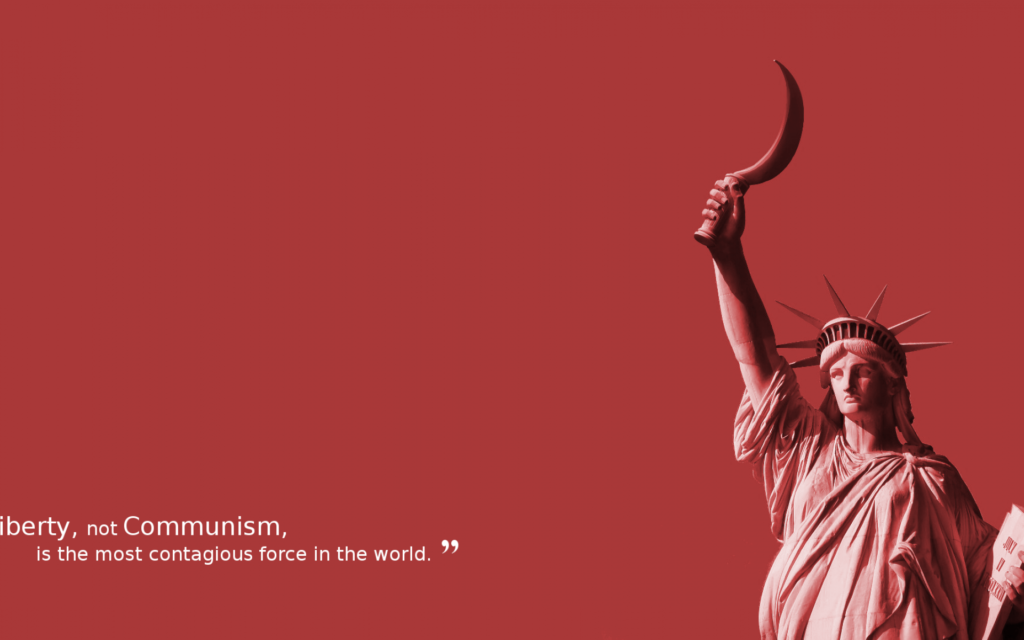 iberty, not Communism,
is the most contagious force in the world. ”